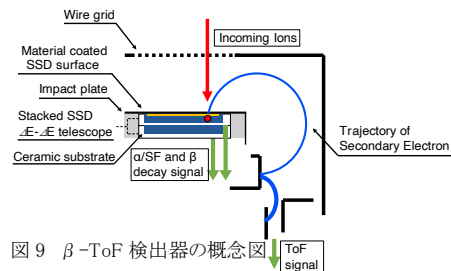 Wire grid
Incoming Ions
Material coated
SSD surface
Impact plate
Stacked SSD
⊿E-⊿E telescope
Ceramic substrate
α/SF and β
decay signal
Trajectory of
Secondary Electron
ToF
signal
図 9 β-ToF 検出器の概念図